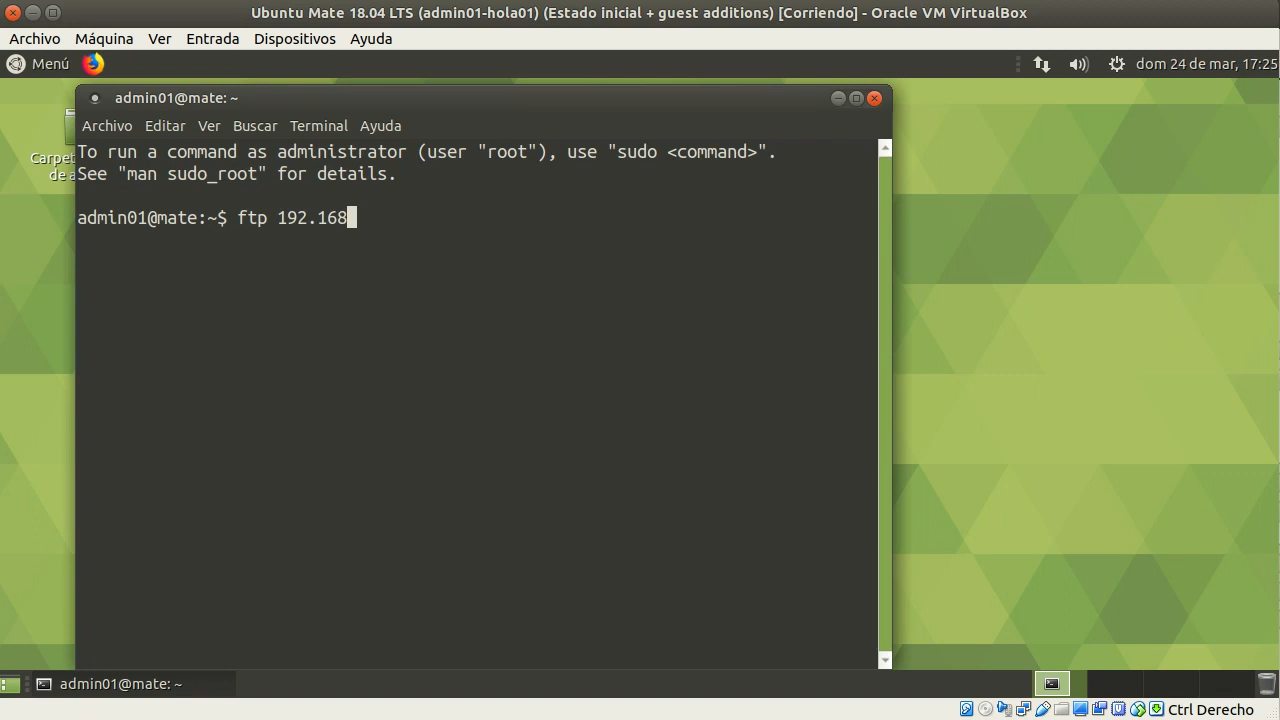 Ubuntu Mate 18.04 LTS (admin01-hola01) (Estado inicial + guest additions) [Corriendo] - Oracle VM VirtualBox
Archivo Máquina Ver Entrada Dispositivos Ayuda
Menú dom 24 de mar, 17:25
admin01@mate: ~
Archivo Editar Ver Buscar Terminal Ayuda
To run a command as administrator (user "root"), use "sudo <command>".
See "man sudo_root" for details.
admin01@mate:~$ ftp 192.168
Carpet
de a
admin01@mate: ~
Ctrl Derecho